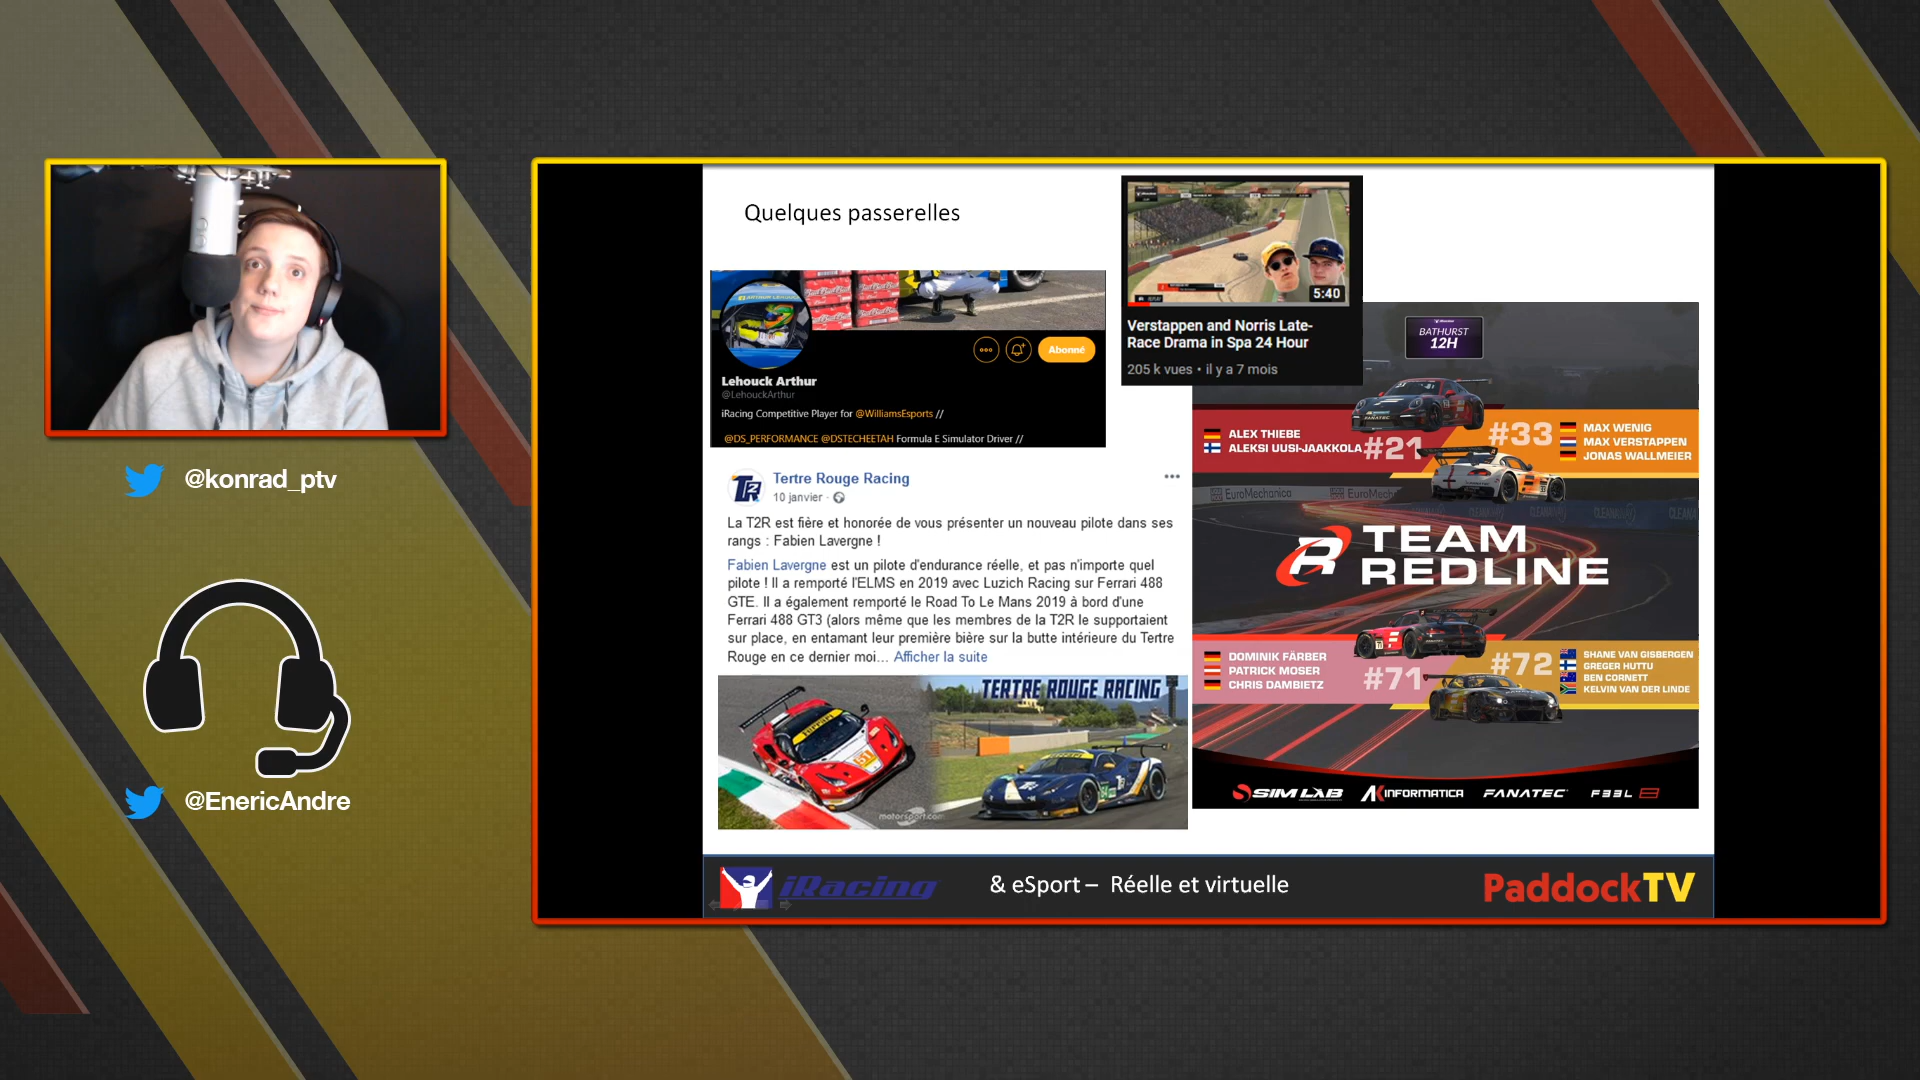 @konrad_ptv
@EnericAndre
Quelques passerelles
Lehouck Arthur
@LehouckArthur
Abonné
iRacing Competitive Player for @WilliamsEsports //
@DS_PERFORMANCE @DSTECHEETAH Formula E Simulator Driver //
5:40
Verstappen and Norris Late-
Race Drama in Spa 24 Hour
205 k vues • il y a 7 mois
Tertre Rouge Racing
10 janvier
La T2R est fière et honorée de vous présenter un nouveau pilote dans ses
rangs : Fabien Lavergne !
Fabien Lavergne est un pilote d'endurance réelle, et pas n'importe quel
pilote ! Il a remporté l'ELMS en 2019 avec Luzich Racing sur Ferrari 488
GTE. Il a également remporté le Road To Le Mans 2019 à bord d'une
Ferrari 488 GT3 (alors même que les membres de la T2R le supportaient
sur place, en entamant leur première bière sur la butte intérieure du Tertre
Rouge en ce dernier moi... Afficher la suite
TERTRE ROUGE RACING
motorsport.com
BATHURST
12H
ALEX THIEBE
ALEKSI UUSI-JAAKKOLA
#21
#33
MAX WENIG
MAX VERSTAPPEN
JONAS WALLMEIER
EuroMechanica
TEAM
REDLINE
DOMINIK FÄRBER
PATRICK MOSER
CHRIS DAMBIETZ
#71
#72
SHANE VAN GISBERGEN
GREGER HUTTU
BEN CORNETT
KELVIN VAN DER LINDE
SIM LAB
AK INFORMATICA
FANATEC
iRacing
& eSport – Réelle et virtuelle
PaddockTV